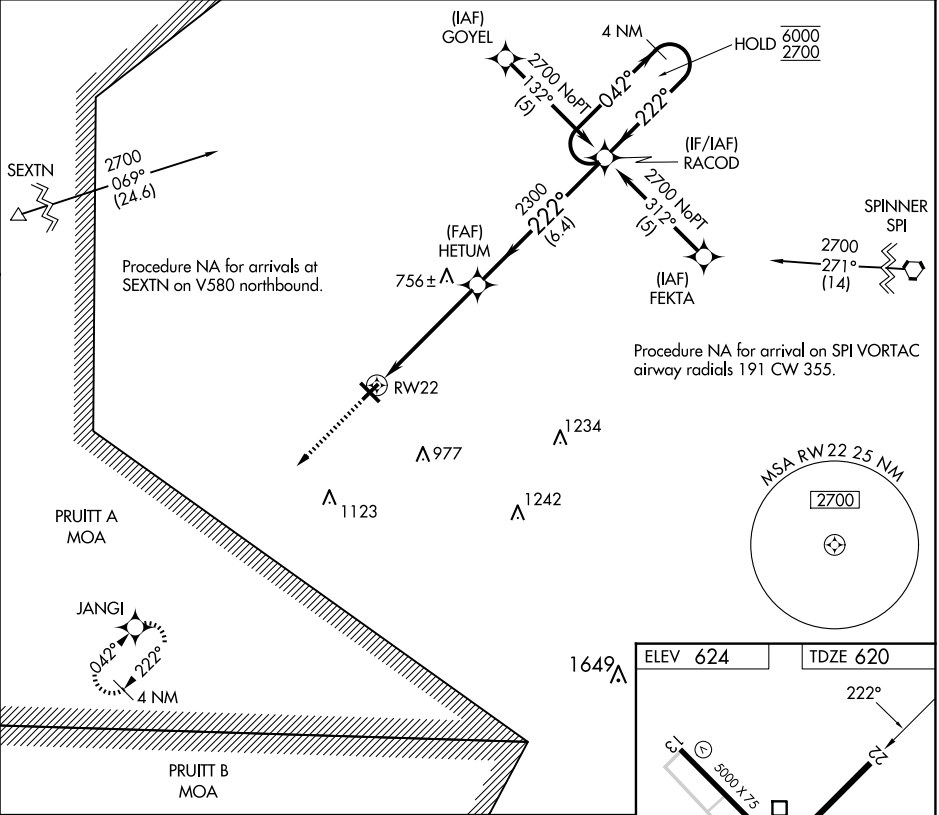 (IAF)
GOYEL
4 NM
HOLD 6000
2700
2700 NoPT
132°
(5)
042°
222°
(IF/IAF)
RACOD
SEXTN
2700
069°
(24.6)
2300
222°
(6.4)
2700 NoPT
312°
(5)
SPINNER
SPI
(FAF)
HETUM
2700
271°
(14)
Procedure NA for arrivals at
SEXTN on V580 northbound.
756±
(IAF)
FEKTA
Procedure NA for arrival on SPI VORTAC
airway radials 191 CW 355.
RW22
1234
977
MSA RW 22 25 NM
2700
1123
1242
PRUITT A
MOA
JANGI
042°
222°
4 NM
1649
ELEV 624
TDZE 620
222°
13
V
5000 X 75
22
PRUITT B
MOA